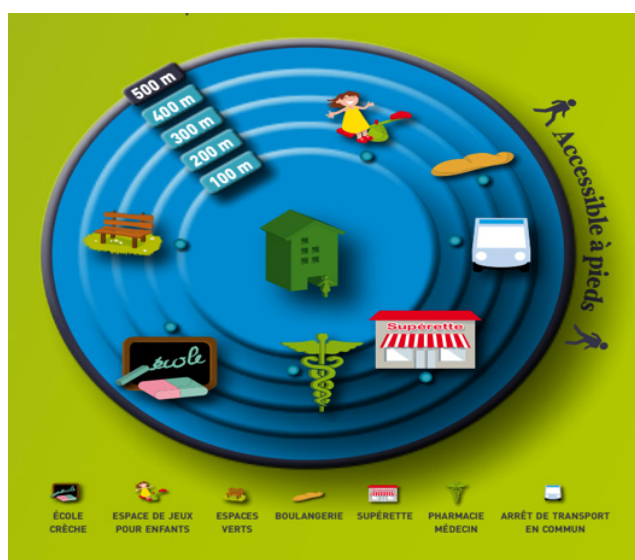 500 m
400 m
300 m
200 m
100 m
Accessible à pieds
Supérette
école
ÉCOLE
CRÈCHE
ESPACE DE JEUX
POUR ENFANTS
ESPACES
VERTS
BOULANGERIE
SUPÉRETTE
PHARMACIE
MÉDECIN
ARRÊT DE TRANSPORT
EN COMMUN